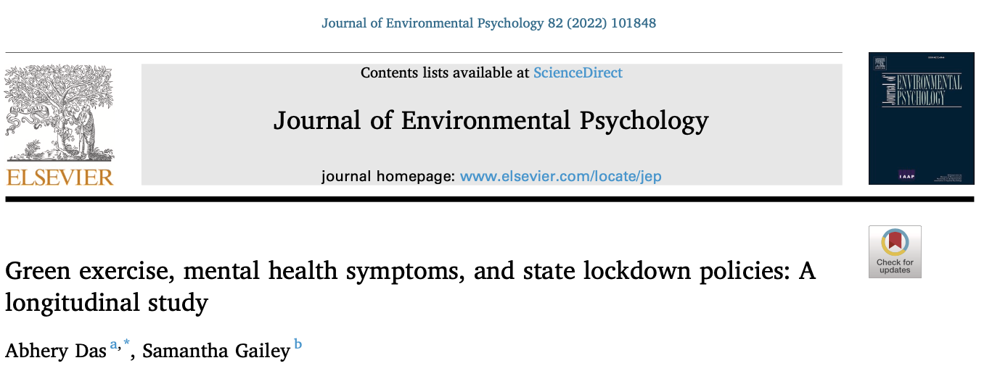 Journal of Environmental Psychology 82 (2022) 101848
Contents lists available at ScienceDirect
Journal of Environmental Psychology
journal homepage: www.elsevier.com/locate/jep
NON SOLUS
ELSEVIER
Journal of
ENVIRONMENTAL
PSYCHOLOGY
IAAP
Check for
updates
Green exercise, mental health symptoms, and state lockdown policies: A
longitudinal study
Abhery Das a,*, Samantha Gailey b